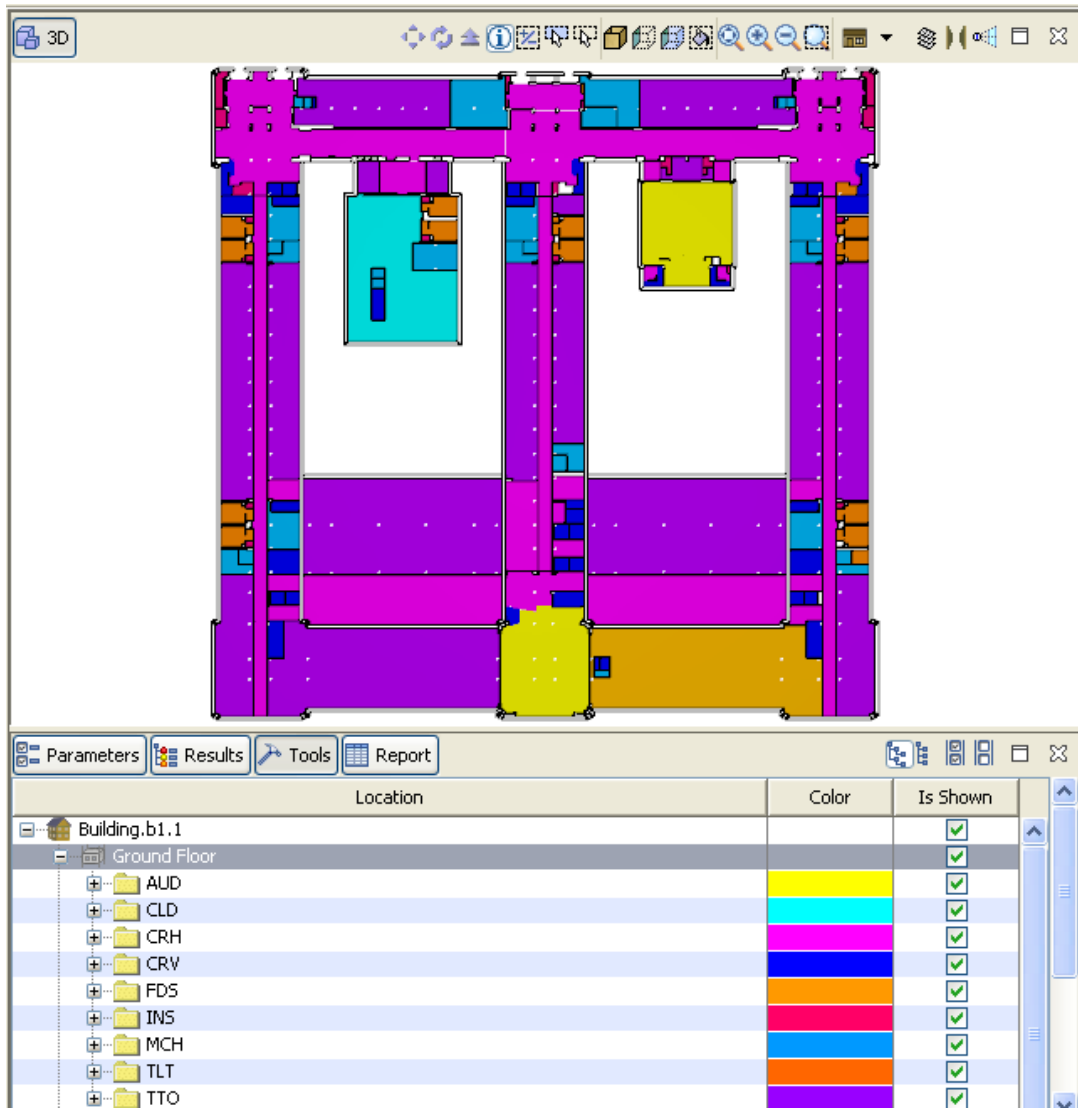 3D
Parameters Results Tools Report
Location Color Is Shown
Building.b1.1
Ground Floor
AUD
CLD
CRH
CRV
FDS
INS
MCH
TLT
TTO